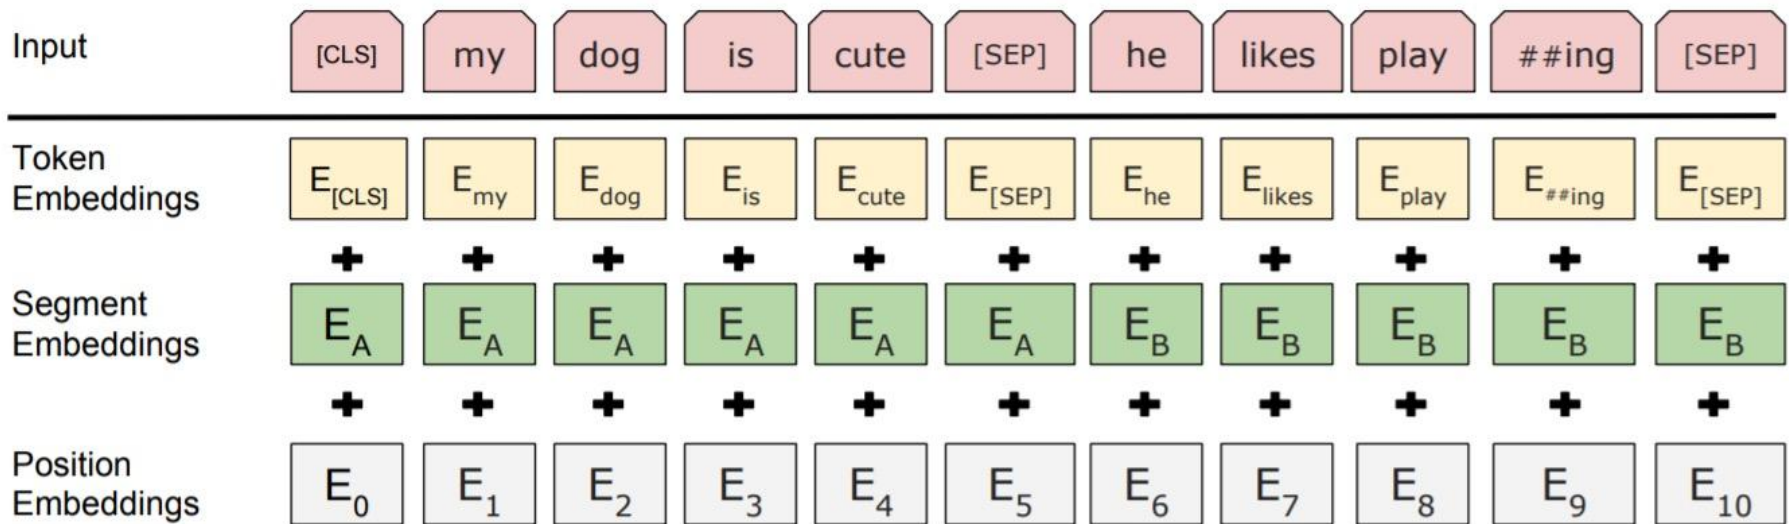 Input [CLS] my dog is cute [SEP] he likes play ##ing [SEP]
Token Embeddings E[CLS] Emy Edog Eis Ecute E[SEP] Ehe Elikes Eplay E##ing E[SEP]
+ + + + + + + + + + +
Segment Embeddings EA EA EA EA EA EA EB EB EB EB EB
+ + + + + + + + + + +
Position Embeddings E0 E1 E2 E3 E4 E5 E6 E7 E8 E9 E10